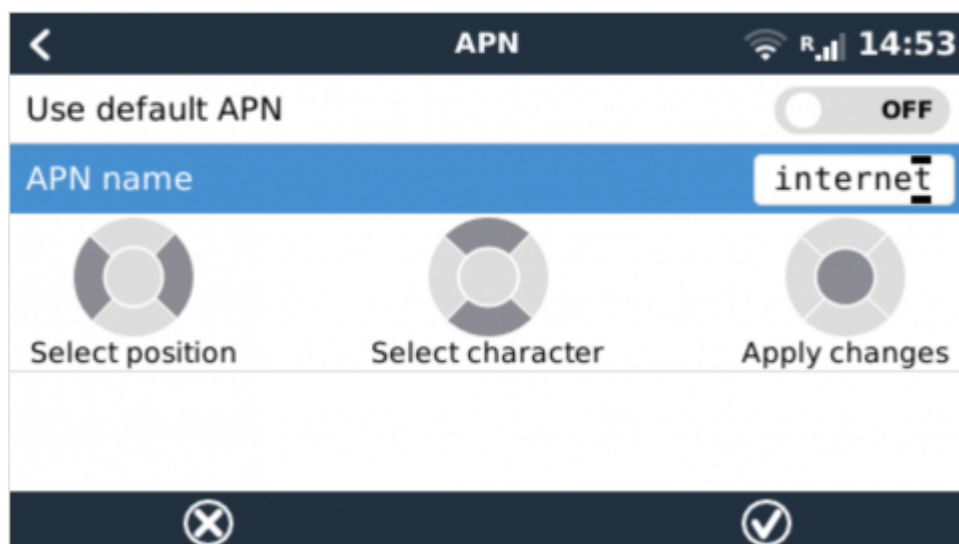 APN R 14:53
Use default APN OFF
APN name internet
Select position Select character Apply changes